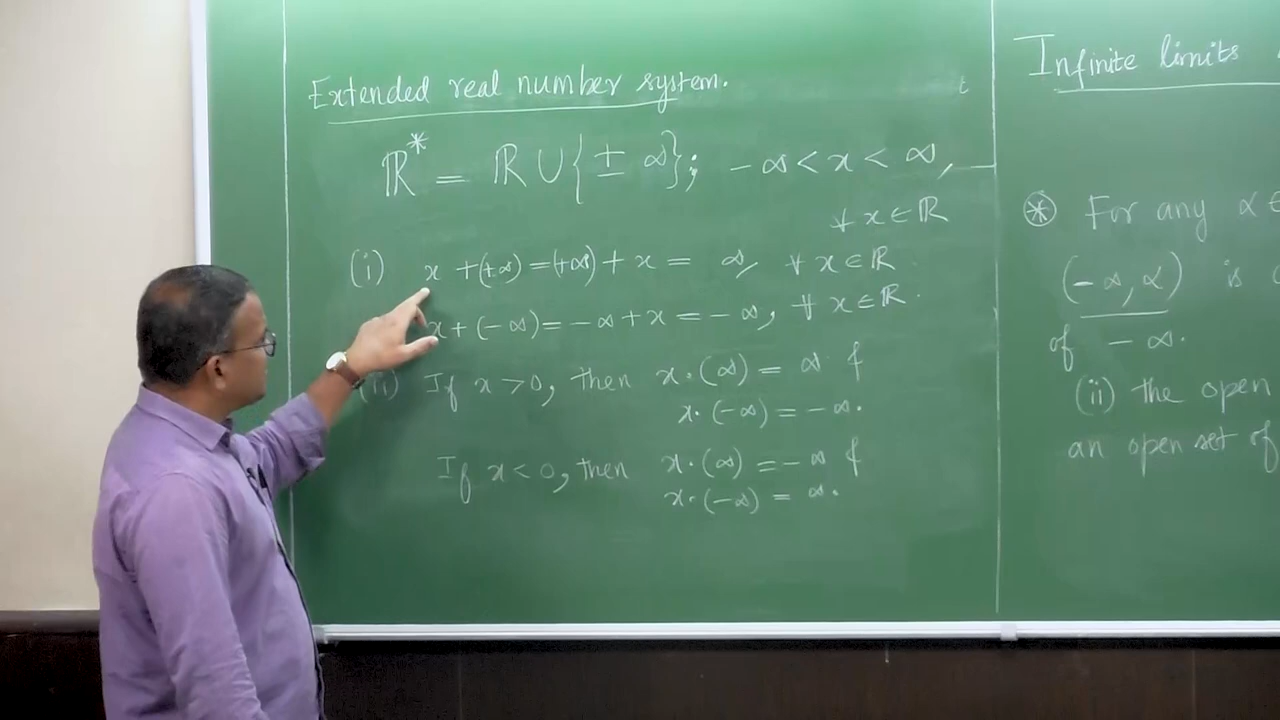 Extended real number system.
ℝ* = ℝ ∪ {± ∞}; -∞ < x < ∞,
∀ x ∈ ℝ
(i) x + (+∞) = (+∞) + x = ∞, ∀ x ∈ ℝ.
x + (-∞) = -∞ + x = -∞, ∀ x ∈ ℝ.
(ii) If x > 0, then x·(∞) = ∞ &
x·(-∞) = -∞.
If x < 0, then x·(∞) = -∞ &
x·(-∞) = ∞.
Infinite limits
⊛ For any α ∈
(-∞, α) is
of -∞.
(ii) the open
an open set of